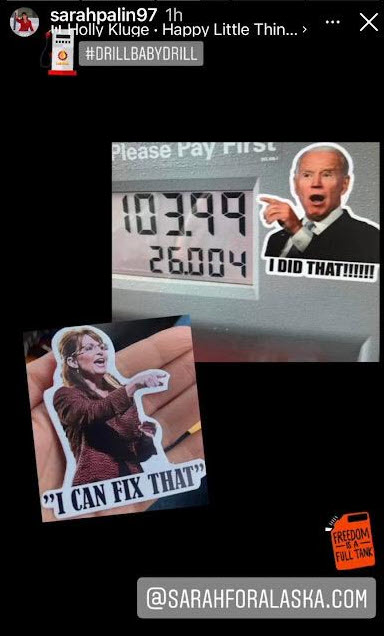 sarahpalin97 1h
Holly Kluge · Happy Little Thin... >
#DRILLBABYDRILL
Please Pay First
103.99
26.004
I DID THAT!!!!!!
"I CAN FIX THAT"
FREEDOM
IS A
FULL TANK
@SARAHFORALASKA.COM